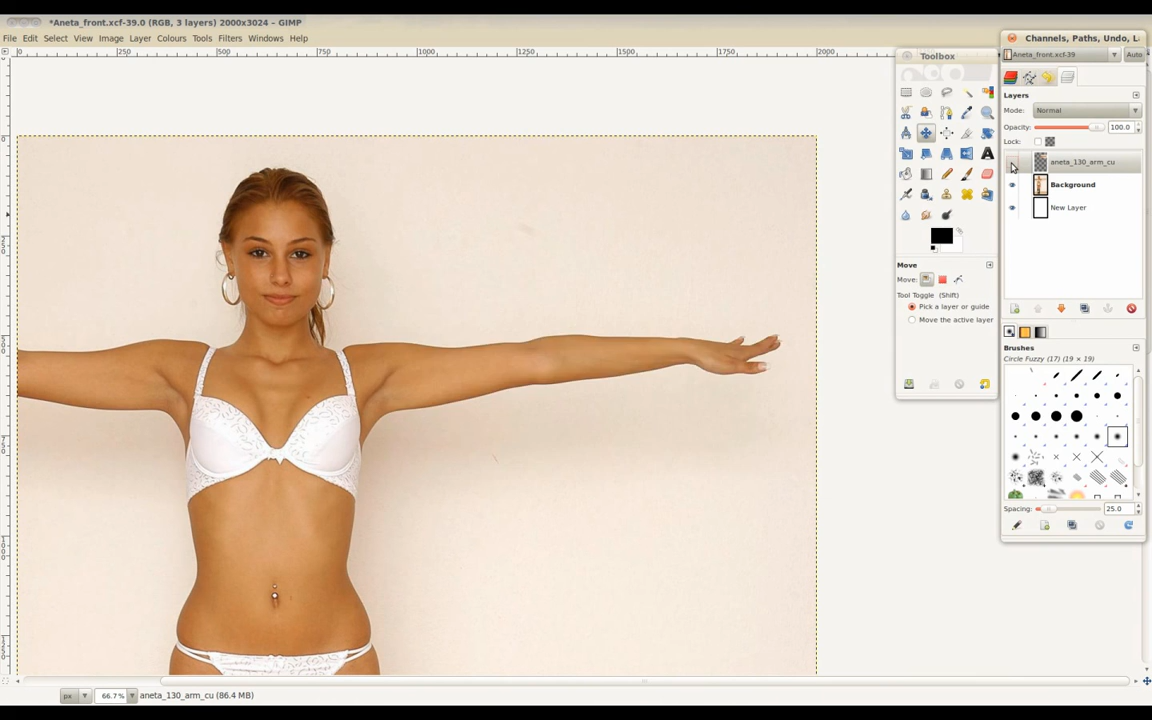 *Aneta_front.xcf-39.0 (RGB, 3 layers) 2000x3024 – GIMP
File Edit Select View Image Layer Colours Tools Filters Windows Help
0 250 500 750 1000 1250 1500 1750 2000
Toolbox
Move
Move:
Tool Toggle (Shift)
Pick a layer or guide
Move the active layer
Channels, Paths, Undo, L
Aneta_front.xcf-39 Auto
Layers
Mode: Normal
Opacity: 100.0
Lock:
aneta_130_arm_cu
Background
New Layer
Brushes
Circle Fuzzy (17) (19 × 19)
Spacing: 25.0
px 66.7% aneta_130_arm_cu (86.4 MB)